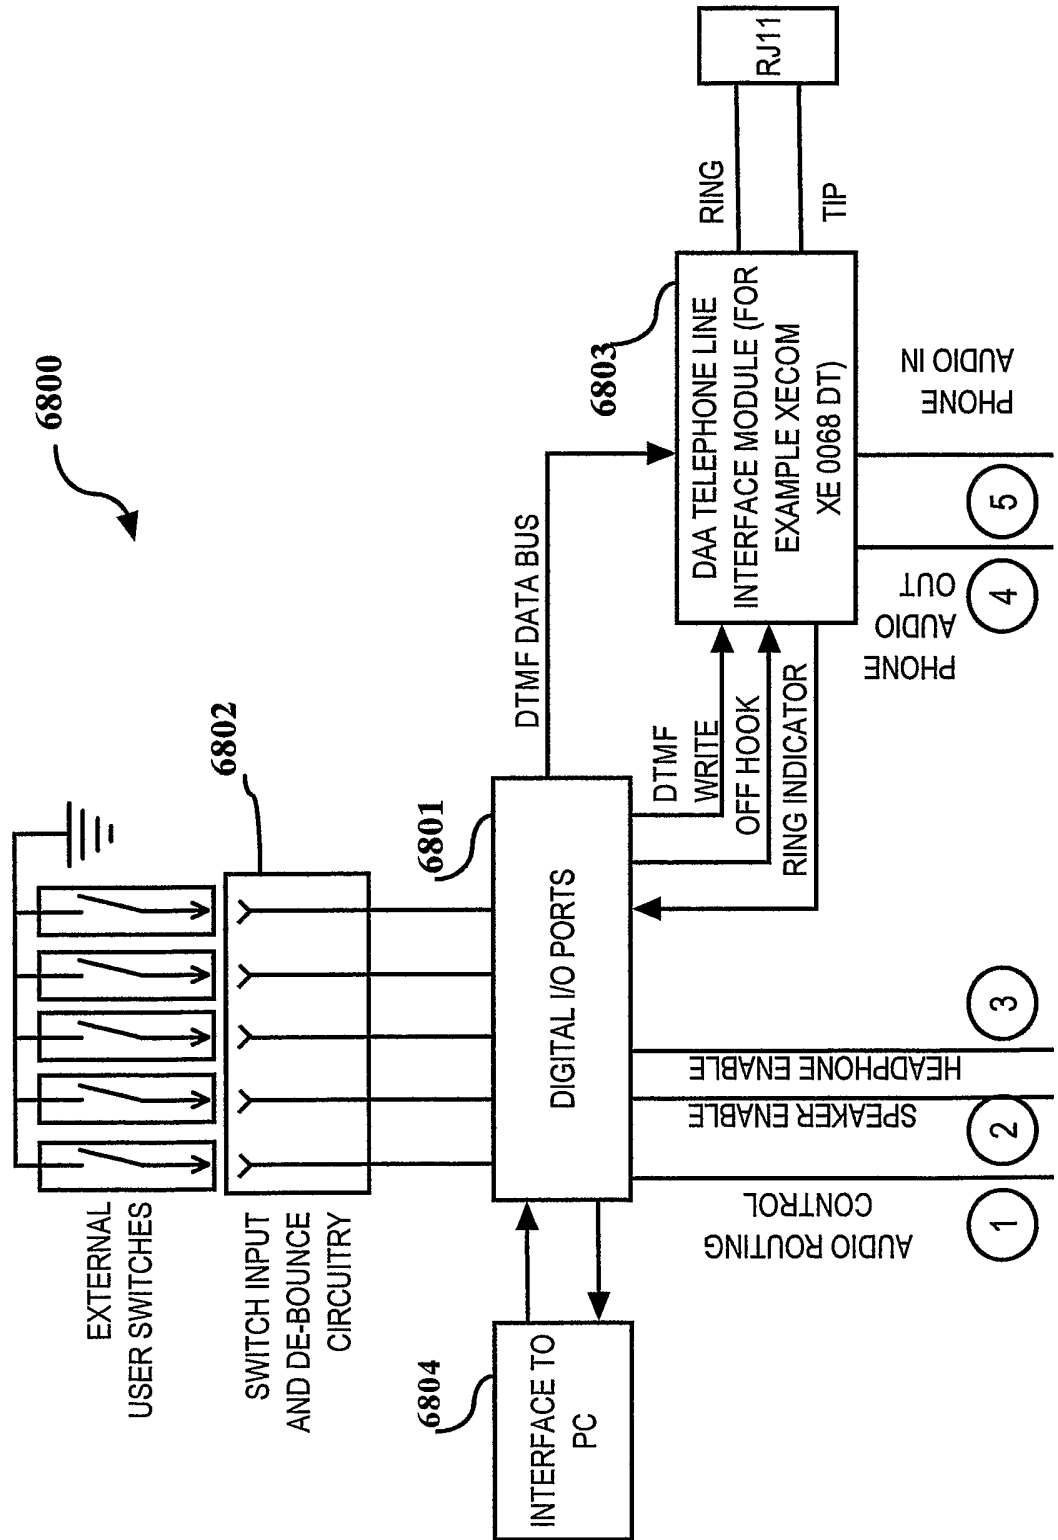 6800
EXTERNAL
USER SWITCHES
SWITCH INPUT
AND DE-BOUNCE
CIRCUITRY
6802
6804
INTERFACE TO
PC
6801
DIGITAL I/O PORTS
DTMF DATA BUS
DTMF
WRITE
OFF HOOK
RING INDICATOR
6803
DAA TELEPHONE LINE
INTERFACE MODULE (FOR
EXAMPLE XECOM
XE 0068 DT)
RING
TIP
RJ11
AUDIO ROUTING
CONTROL
1
SPEAKER ENABLE
2
HEADPHONE ENABLE
3
PHONE
AUDIO
OUT
4
PHONE
AUDIO IN
5